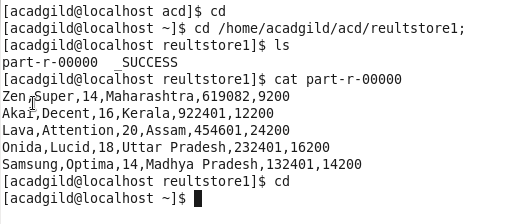 [acadgild@localhost acd]$ cd
[acadgild@localhost ~]$ cd /home/acadgild/acd/reultstore1;
[acadgild@localhost reultstore1]$ ls
part-r-00000  _SUCCESS
[acadgild@localhost reultstore1]$ cat part-r-00000
Zen,Super,14,Maharashtra,619082,9200
Akai,Decent,16,Kerala,922401,12200
Lava,Attention,20,Assam,454601,24200
Onida,Lucid,18,Uttar Pradesh,232401,16200
Samsung,Optima,14,Madhya Pradesh,132401,14200
[acadgild@localhost reultstore1]$ cd
[acadgild@localhost ~]$